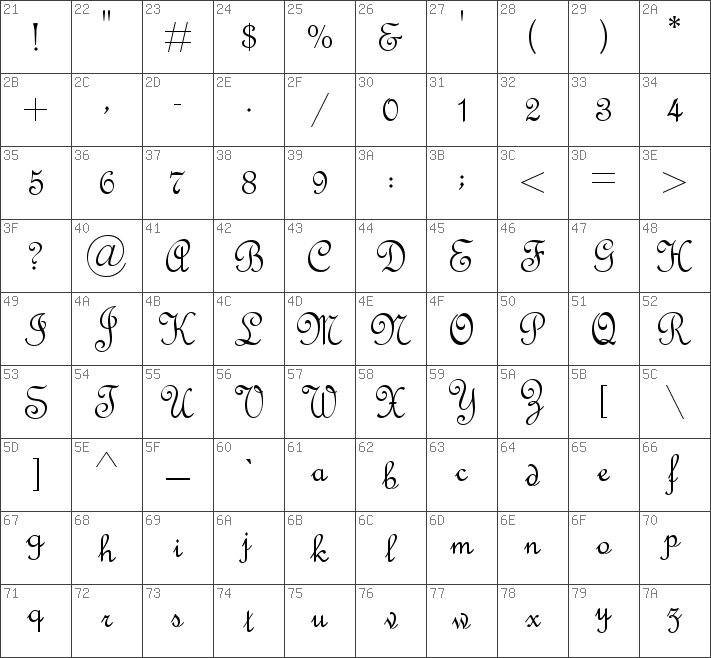 21 22 23 24 25 26 27 28 29 2A
! " # $ % & ' ( ) *
2B 2C 2D 2E 2F 30 31 32 33 34
+ , - . / 0 1 2 3 4
35 36 37 38 39 3A 3B 3C 3D 3E
5 6 7 8 9 : ; < = >
3F 40 41 42 43 44 45 46 47 48
? @ A B C D E F G H
49 4A 4B 4C 4D 4E 4F 50 51 52
I J K L M N O P Q R
53 54 55 56 57 58 59 5A 5B 5C
S T U V W X Y Z [ \
5D 5E 5F 60 61 62 63 64 65 66
] ^ _ ` a b c d e f
67 68 69 6A 6B 6C 6D 6E 6F 70
g h i j k l m n o p
71 72 73 74 75 76 77 78 79 7A
q r s t u v w x y z